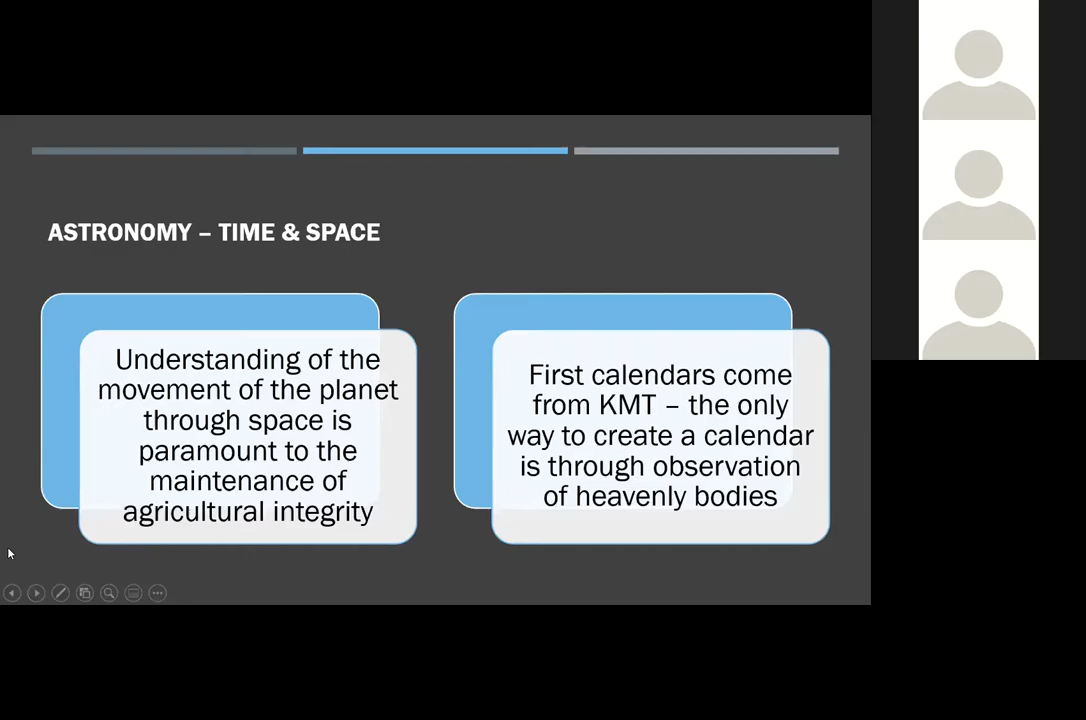 ASTRONOMY – TIME & SPACE
Understanding of the
movement of the planet
through space is
paramount to the
maintenance of
agricultural integrity
First calendars come
from KMT – the only
way to create a calendar
is through observation
of heavenly bodies